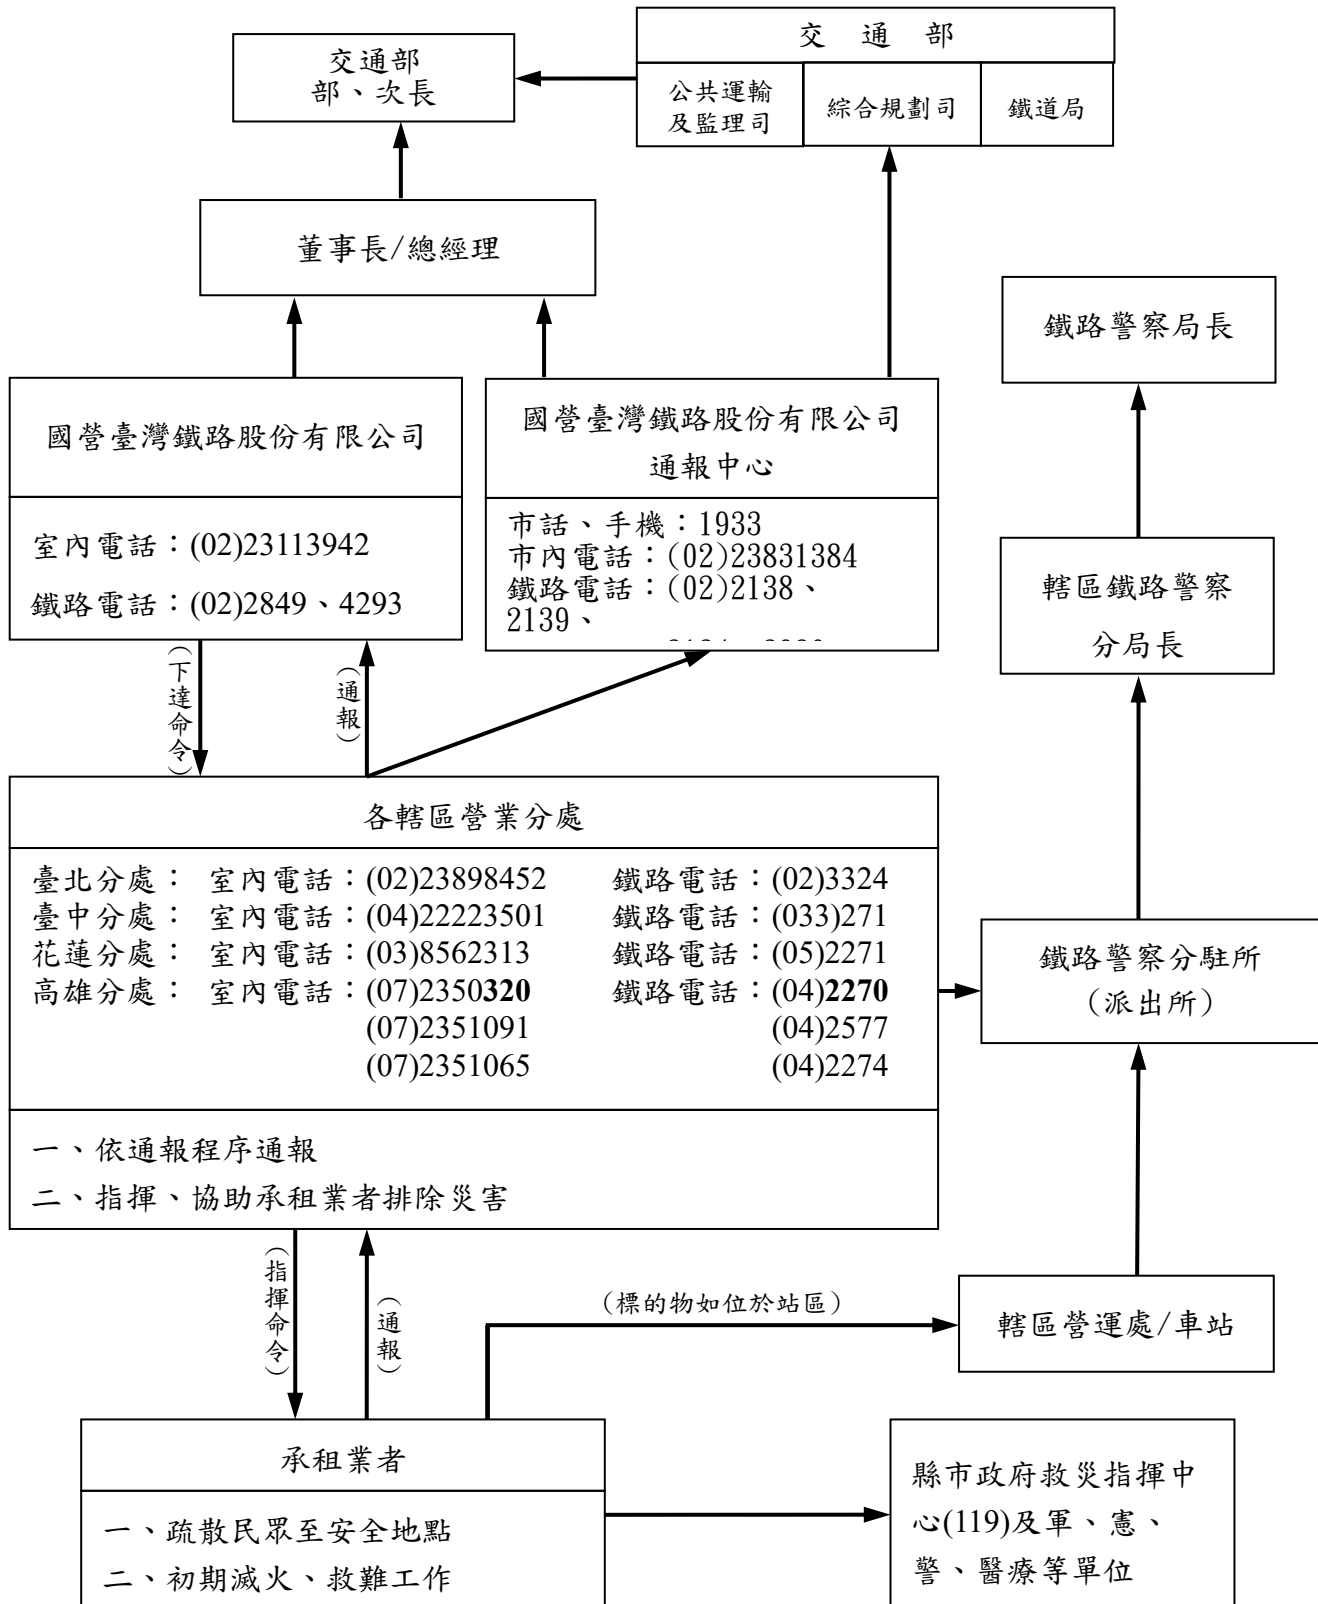 交通部
部、次長
交 通 部
公共運輸
及監理司
綜合規劃司
鐵道局
董事長/總經理
鐵路警察局長
國營臺灣鐵路股份有限公司
室內電話：(02)23113942
鐵路電話：(02)2849、4293
國營臺灣鐵路股份有限公司
通報中心
市話、手機：1933
市內電話：(02)23831384
鐵路電話：(02)2138、
2139、
轄區鐵路警察
分局長
(下達命令)
(通報)
各轄區營業分處
臺北分處： 室內電話：(02)23898452 鐵路電話：(02)3324
臺中分處： 室內電話：(04)22223501 鐵路電話：(033)271
花蓮分處： 室內電話：(03)8562313 鐵路電話：(05)2271
高雄分處： 室內電話：(07)2350320 鐵路電話：(04)2270
(07)2351091 (04)2577
(07)2351065 (04)2274
一、依通報程序通報
二、指揮、協助承租業者排除災害
鐵路警察分駐所
（派出所）
(指揮命令)
(通報)
（標的物如位於站區）
轄區營運處/車站
承租業者
一、疏散民眾至安全地點
二、初期滅火、救難工作
縣市政府救災指揮中
心(119)及軍、憲、
警、醫療等單位